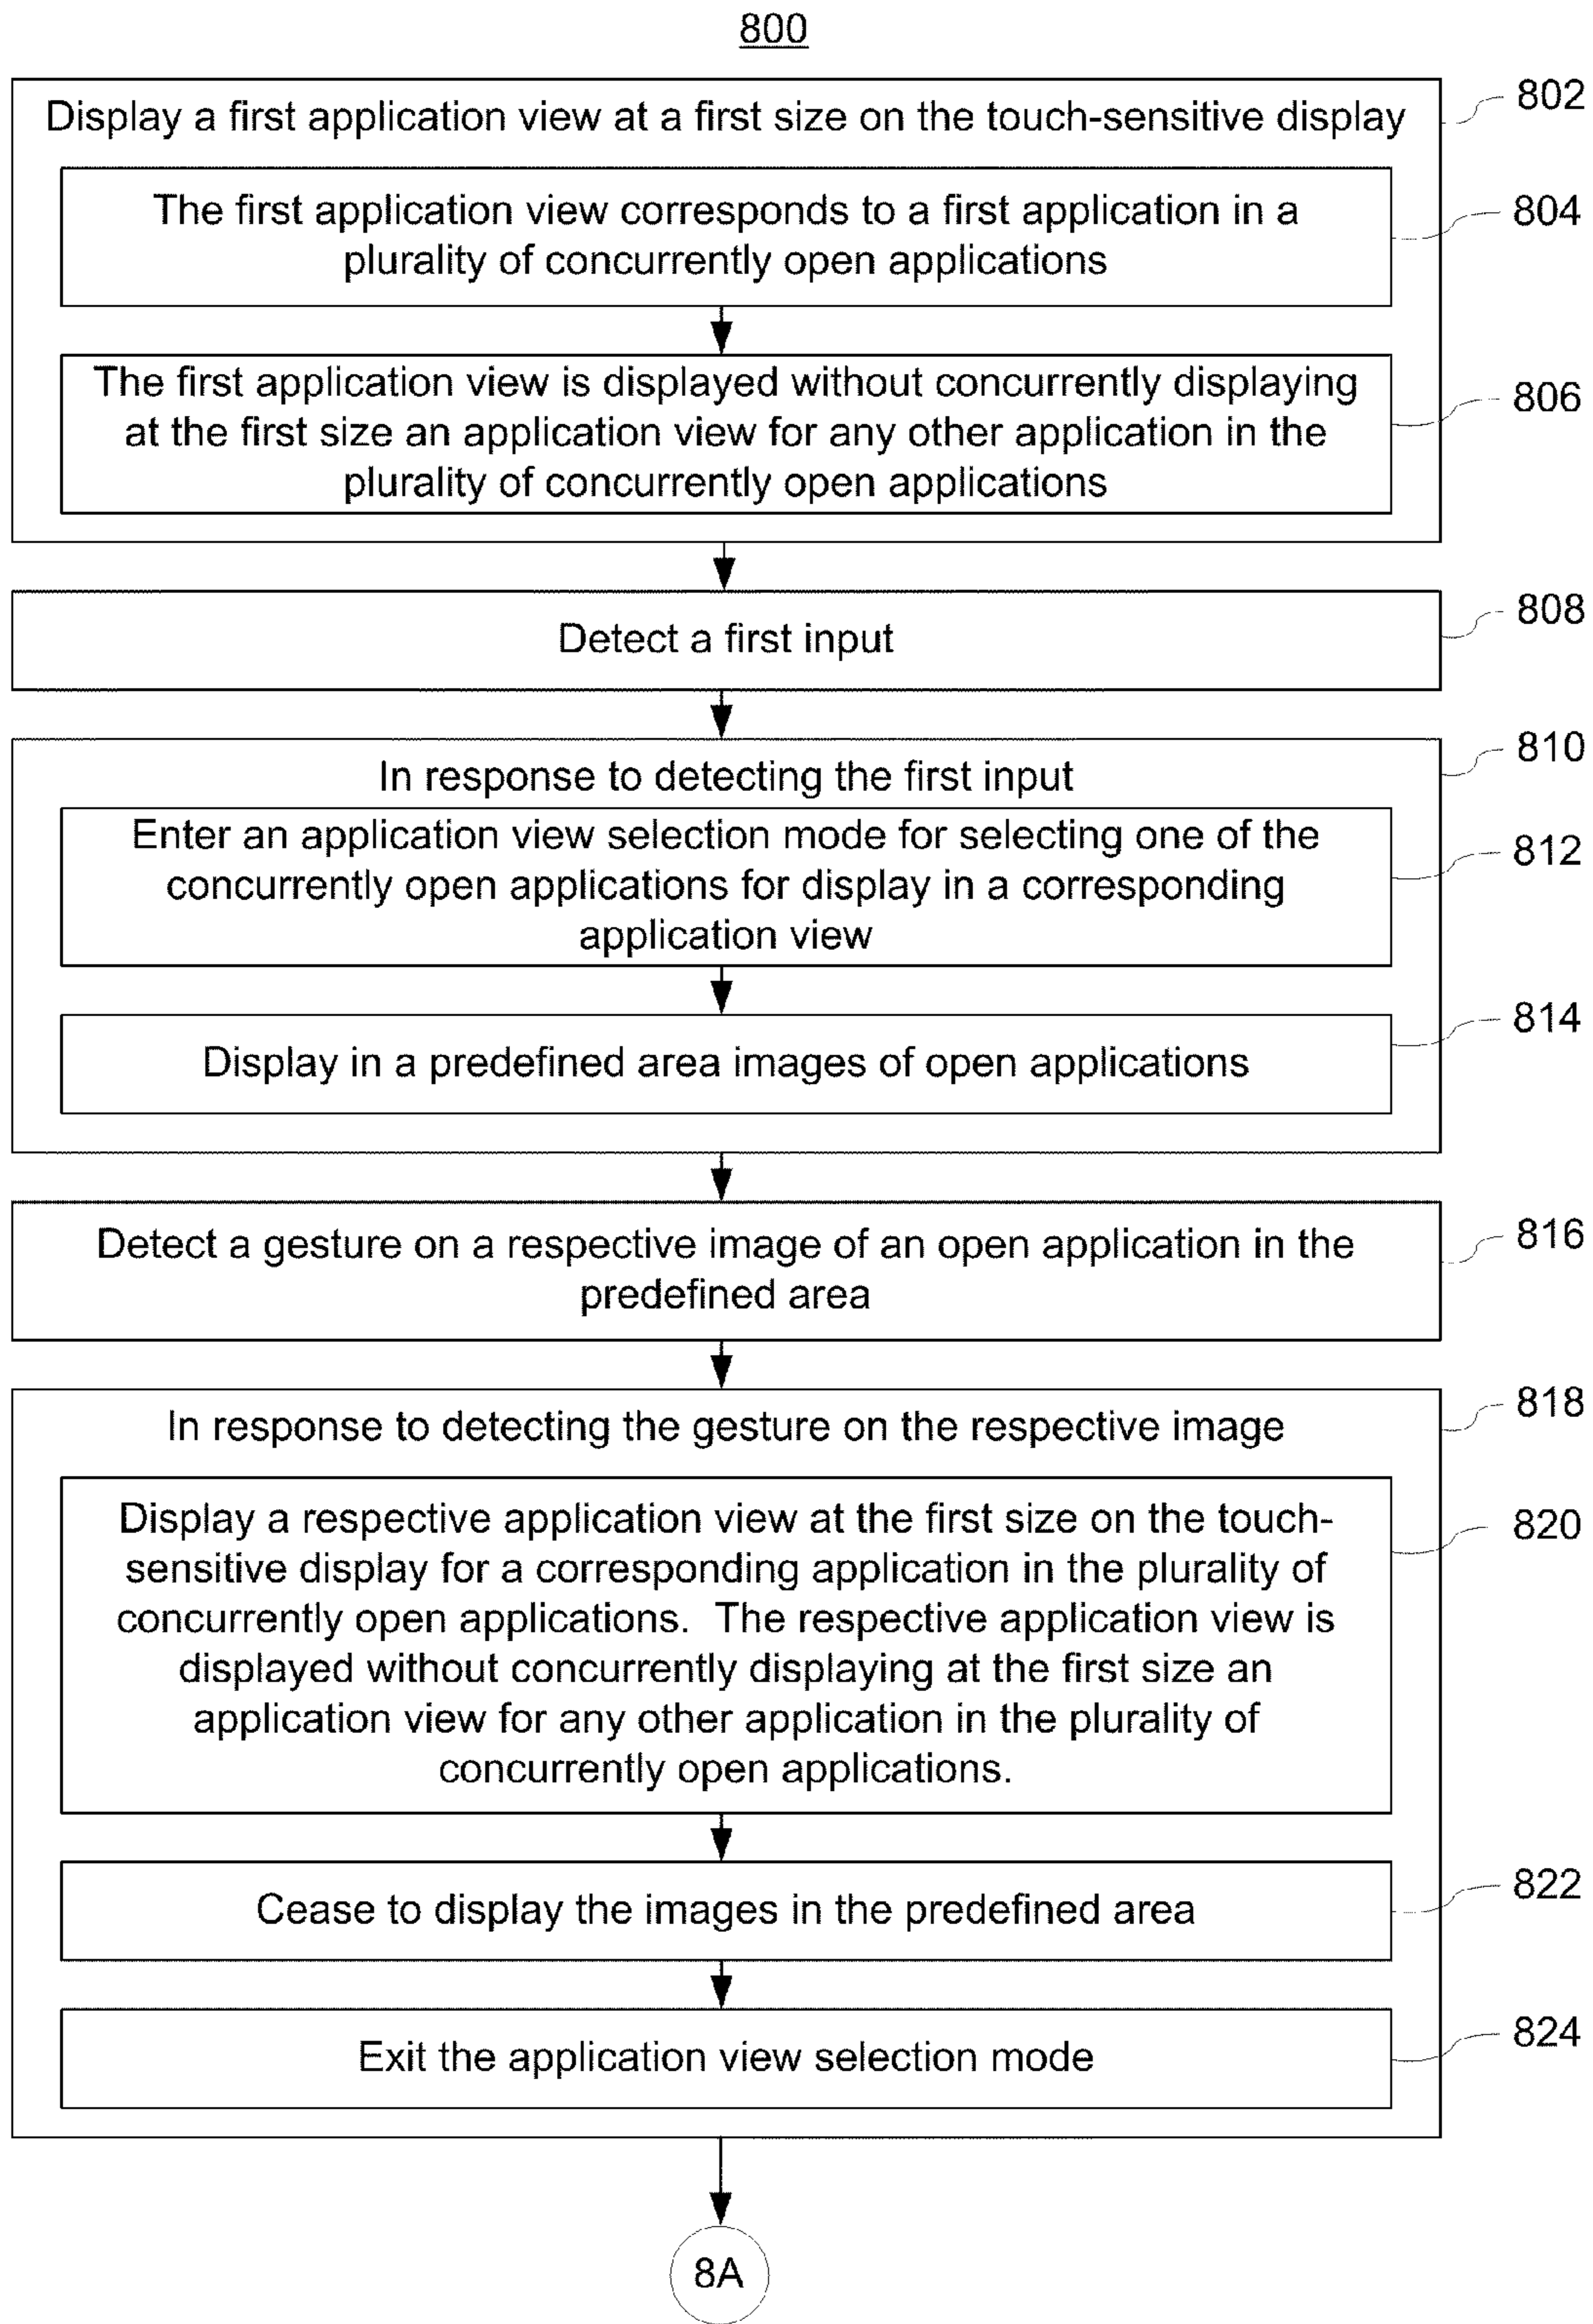 800
Display a first application view at a first size on the touch-sensitive display
802
The first application view corresponds to a first application in a
plurality of concurrently open applications
804
The first application view is displayed without concurrently displaying
at the first size an application view for any other application in the
plurality of concurrently open applications
806
Detect a first input
808
In response to detecting the first input
810
Enter an application view selection mode for selecting one of the
concurrently open applications for display in a corresponding
application view
812
Display in a predefined area images of open applications
814
Detect a gesture on a respective image of an open application in the
predefined area
816
In response to detecting the gesture on the respective image
818
Display a respective application view at the first size on the touch-
sensitive display for a corresponding application in the plurality of
concurrently open applications. The respective application view is
displayed without concurrently displaying at the first size an
application view for any other application in the plurality of
concurrently open applications.
820
Cease to display the images in the predefined area
822
Exit the application view selection mode
824
8A